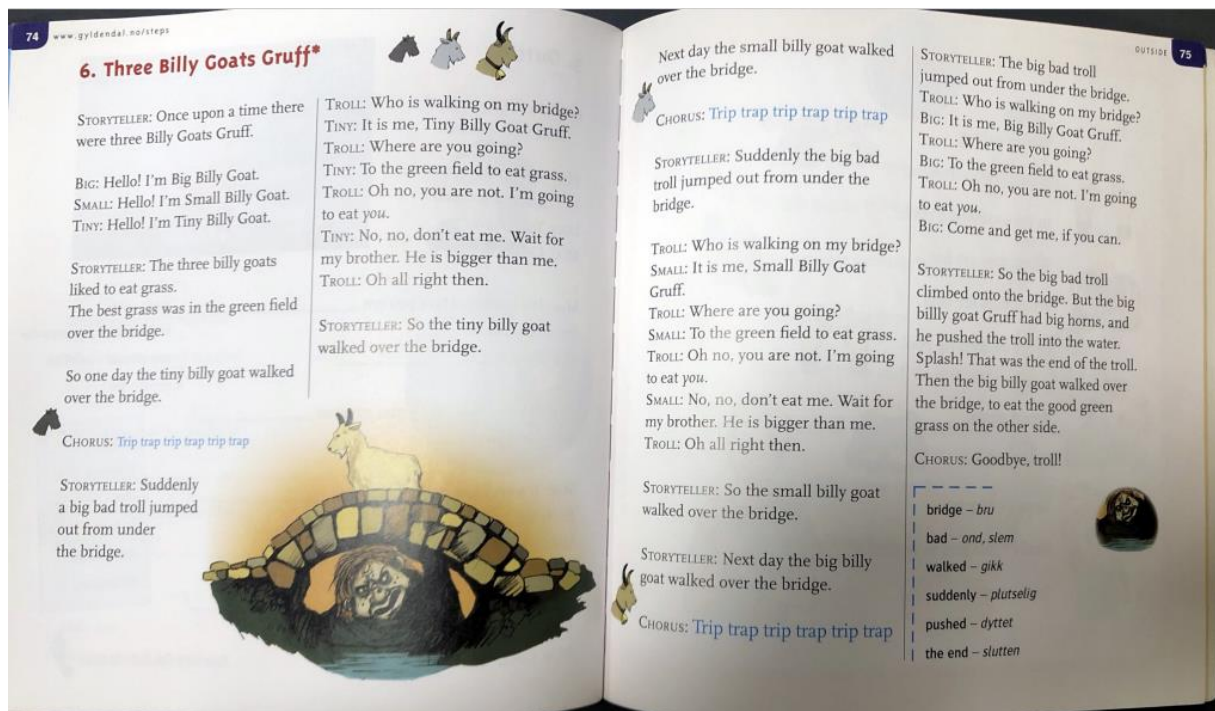 74 www.gyldendal.no/steps
6. Three Billy Goats Gruff*
STORYTELLER: Once upon a time there
were three Billy Goats Gruff.
BIG: Hello! I'm Big Billy Goat.
SMALL: Hello! I'm Small Billy Goat.
TINY: Hello! I'm Tiny Billy Goat.
STORYTELLER: The three billy goats
liked to eat grass.
The best grass was in the green field
over the bridge.
So one day the tiny billy goat walked
over the bridge.
CHORUS: Trip trap trip trap trip trap
STORYTELLER: Suddenly
a big bad troll jumped
out from under
the bridge.
TROLL: Who is walking on my bridge?
TINY: It is me, Tiny Billy Goat Gruff.
TROLL: Where are you going?
TINY: To the green field to eat grass.
TROLL: Oh no, you are not. I'm going
to eat you.
TINY: No, no, don't eat me. Wait for
my brother. He is bigger than me.
TROLL: Oh all right then.
STORYTELLER: So the tiny billy goat
walked over the bridge.
Next day the small billy goat walked
over the bridge.
CHORUS: Trip trap trip trap trip trap
STORYTELLER: Suddenly the big bad
troll jumped out from under the
bridge.
TROLL: Who is walking on my bridge?
SMALL: It is me, Small Billy Goat
Gruff.
TROLL: Where are you going?
SMALL: To the green field to eat grass.
TROLL: Oh no, you are not. I'm going
to eat you.
SMALL: No, no, don't eat me. Wait for
my brother. He is bigger than me.
TROLL: Oh all right then.
STORYTELLER: So the small billy goat
walked over the bridge.
STORYTELLER: Next day the big billy
goat walked over the bridge.
CHORUS: Trip trap trip trap trip trap
OUTSIDE 75
STORYTELLER: The big bad troll
jumped out from under the bridge.
TROLL: Who is walking on my bridge?
BIG: It is me, Big Billy Goat Gruff.
TROLL: Where are you going?
BIG: To the green field to eat grass.
TROLL: Oh no, you are not. I'm going
to eat you.
BIG: Come and get me, if you can.
STORYTELLER: So the big bad troll
climbed onto the bridge. But the big
billly goat Gruff had big horns, and
he pushed the troll into the water.
Splash! That was the end of the troll.
Then the big billy goat walked over
the bridge, to eat the good green
grass on the other side.
CHORUS: Goodbye, troll!
bridge – bru
bad – ond, slem
walked – gikk
suddenly – plutselig
pushed – dyttet
the end – slutten